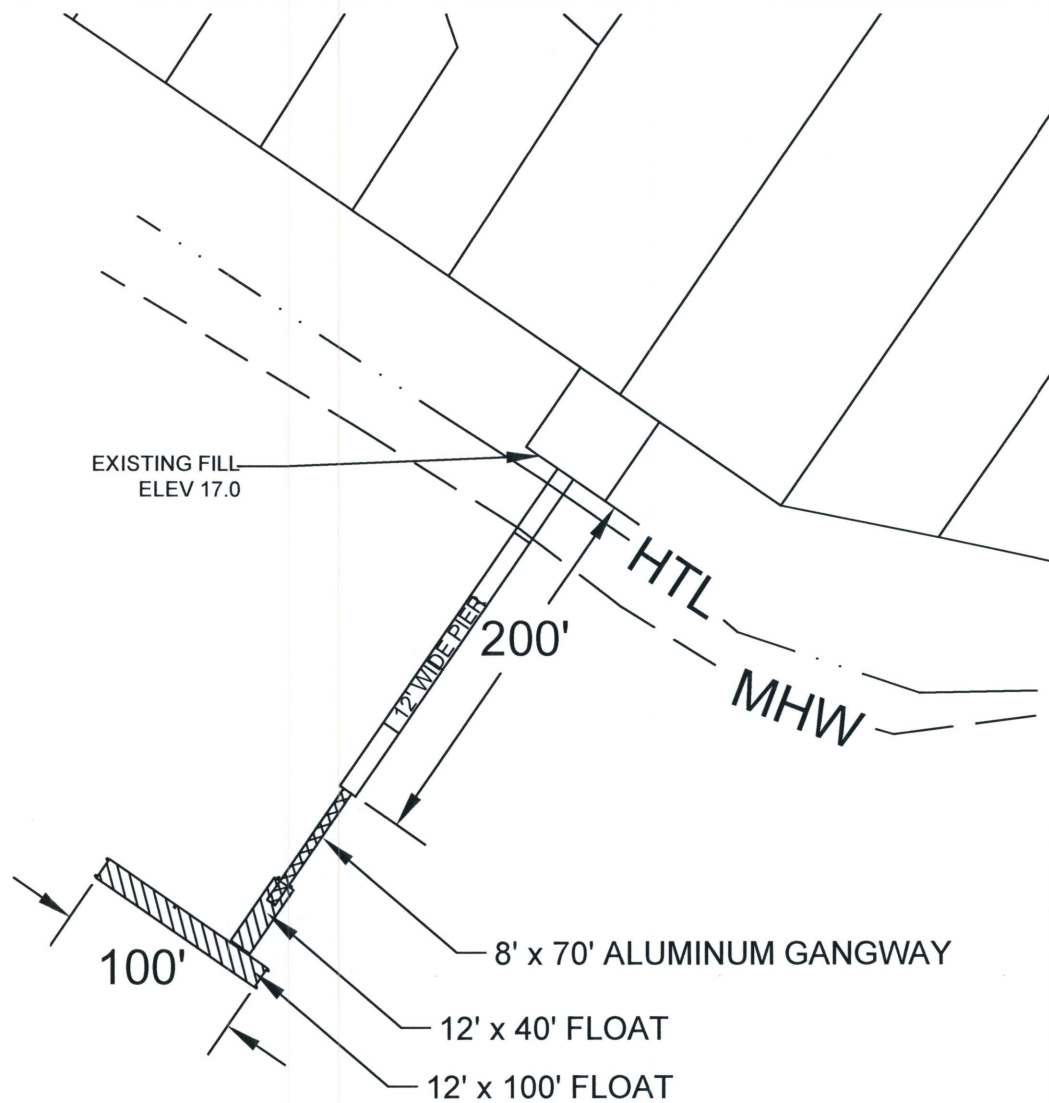 EXISTING FILL
ELEV 17.0
HTL
12' WIDE PIER
200'
MHW
100'
8' x 70' ALUMINUM GANGWAY
12' x 40' FLOAT
12' x 100' FLOAT